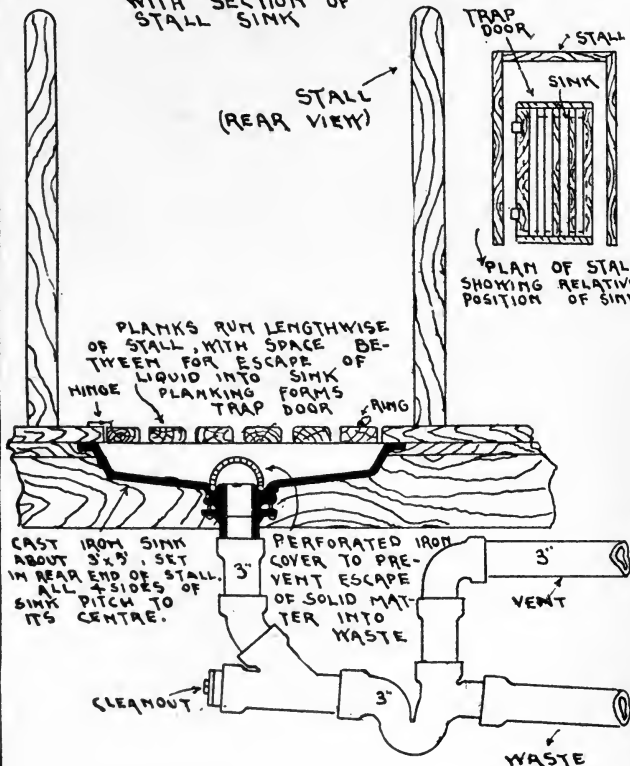 WITH SECTION OF
STALL SINK
STALL
(REAR VIEW)
TRAP
DOOR
STALL
SINK
PLAN OF STAL
SHOWING RELATIVE
POSITION OF SINK
PLANKS RUN LENGTHWISE
OF STALL, WITH SPACE BE-
TWEEN FOR ESCAPE OF
LIQUID INTO SINK
PLANKING FORMS
TRAP DOOR
HINGE
RING
CAST IRON SINK
ABOUT 3'x5', SET
IN REAR END OF STALL.
ALL 4 SIDES OF
SINK PITCH TO
ITS CENTRE.
3"
PERFORATED IRON
COVER TO PRE-
VENT ESCAPE
OF SOLID MAT-
TER INTO
WASTE
3"
VENT
CLEANOUT
3"
WASTE